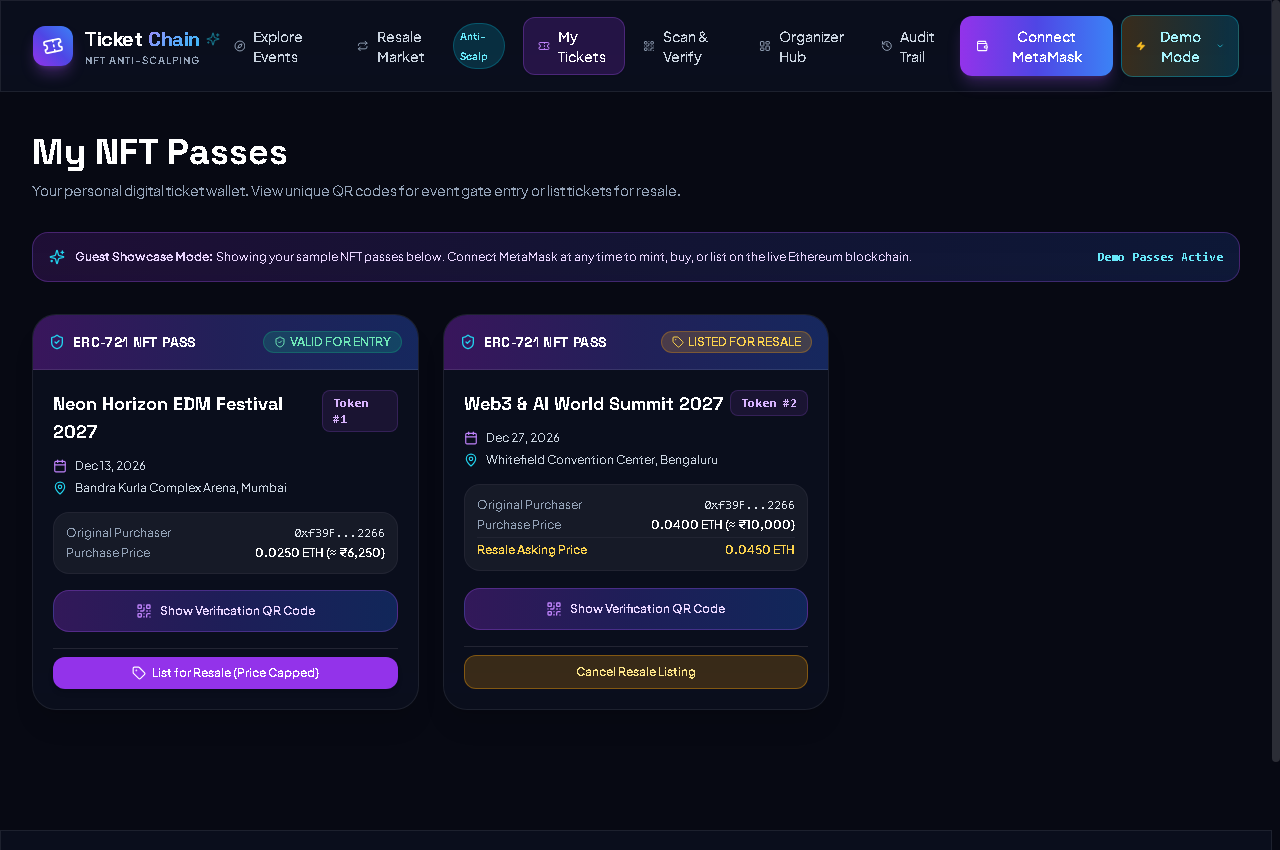 Ticket Chain
NFT ANTI-SCALPING
Explore
Events
Resale
Market
Anti-
Scalp
My
Tickets
Scan &
Verify
Organizer
Hub
Audit
Trail
Connect
MetaMask
Demo
Mode
My NFT Passes
Your personal digital ticket wallet. View unique QR codes for event gate entry or list tickets for resale.
Guest Showcase Mode: Showing your sample NFT passes below. Connect MetaMask at any time to mint, buy, or list on the live Ethereum blockchain.
Demo Passes Active
ERC-721 NFT PASS
VALID FOR ENTRY
Neon Horizon EDM Festival
2027
Token
#1
Dec 13, 2026
Bandra Kurla Complex Arena, Mumbai
Original Purchaser 0xf39F...2266
Purchase Price 0.0250 ETH (≈ ₹6,250)
Show Verification QR Code
List for Resale (Price Capped)
ERC-721 NFT PASS
LISTED FOR RESALE
Web3 & AI World Summit 2027
Token #2
Dec 27, 2026
Whitefield Convention Center, Bengaluru
Original Purchaser 0xf39F...2266
Purchase Price 0.0400 ETH (≈ ₹10,000)
Resale Asking Price 0.0450 ETH
Show Verification QR Code
Cancel Resale Listing